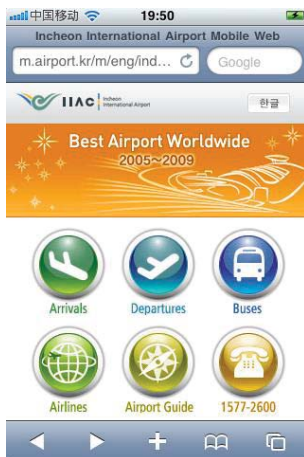 中国移动
19:50
Incheon International Airport Mobile Web
m.airport.kr/m/eng/ind...
Google
IIAC
Incheon
International Airport
한글
Best Airport Worldwide
2005~2009
Arrivals
Departures
Buses
Airlines
Airport Guide
1577-2600